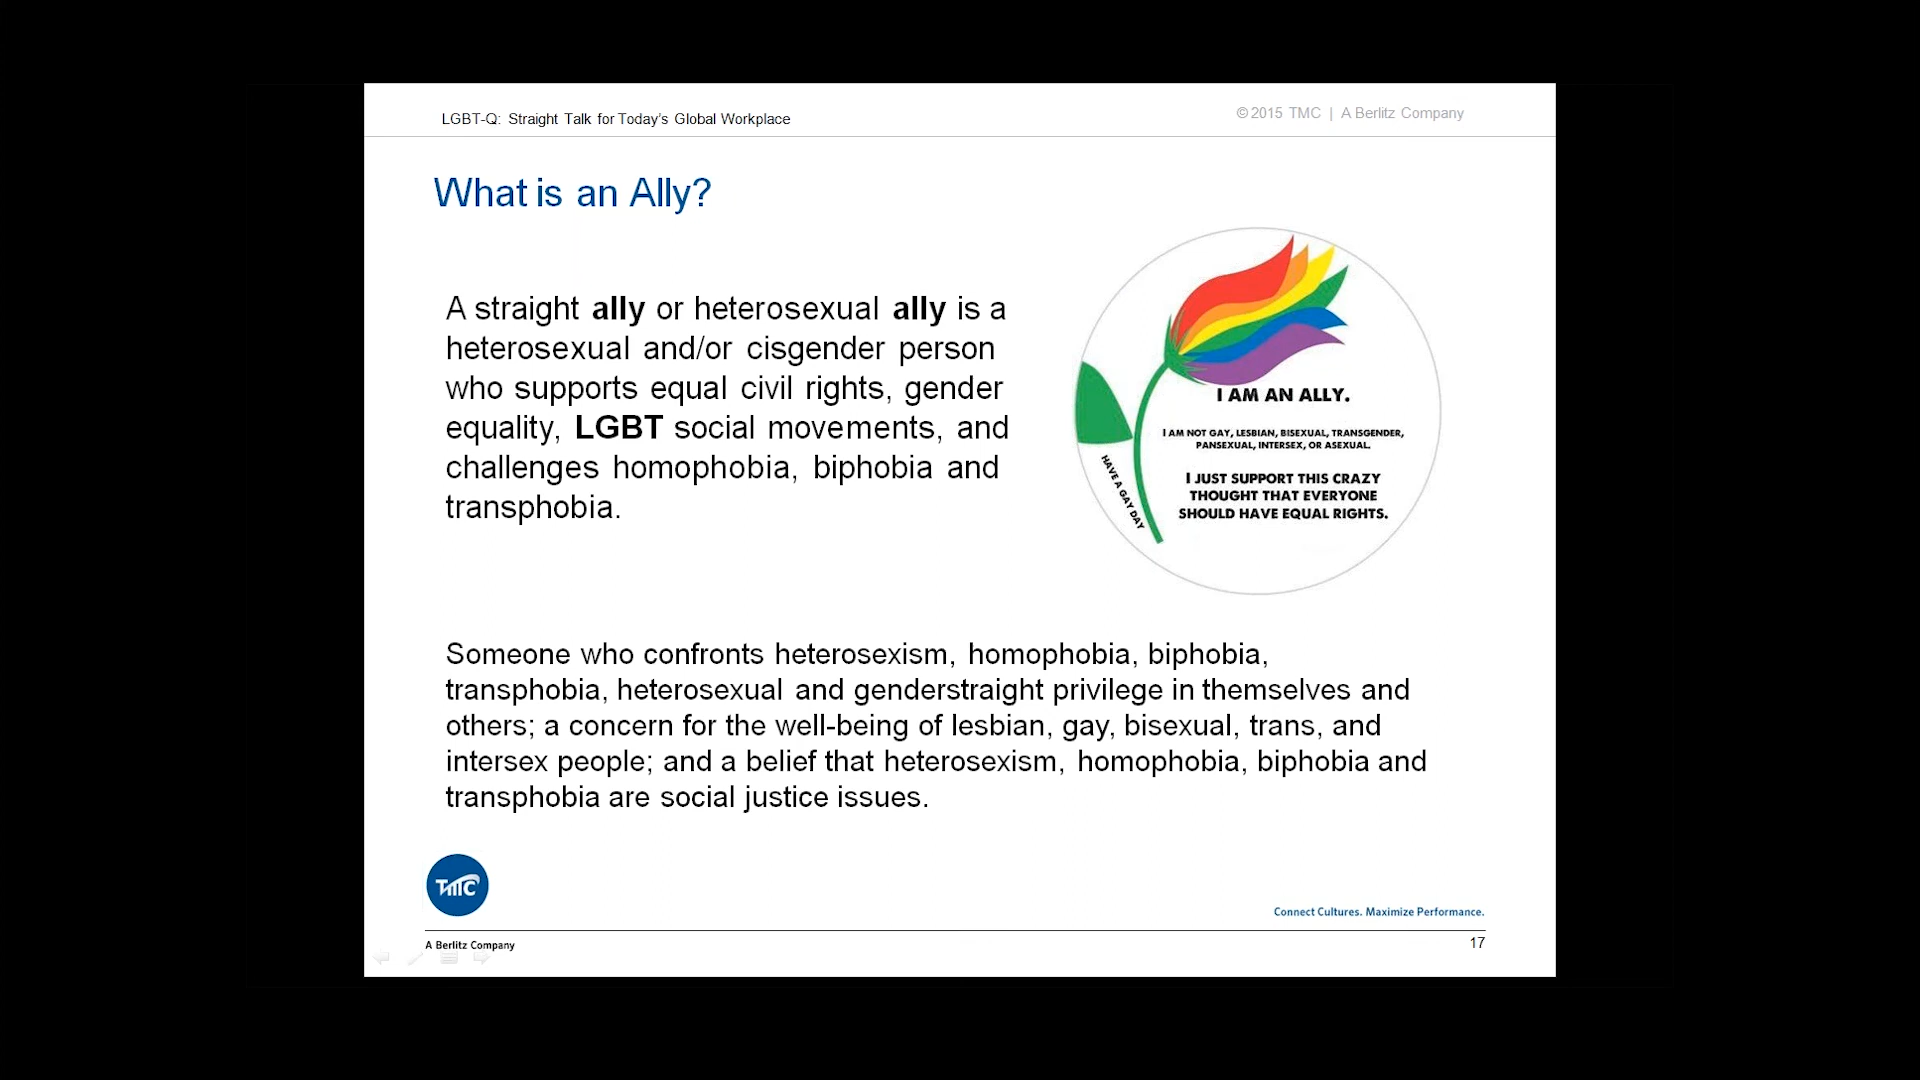 LGBT-Q: Straight Talk for Today's Global Workplace
© 2015 TMC | A Berlitz Company
What is an Ally?
A straight ally or heterosexual ally is a
heterosexual and/or cisgender person
who supports equal civil rights, gender
equality, LGBT social movements, and
challenges homophobia, biphobia and
transphobia.
I AM AN ALLY.
I AM NOT GAY, LESBIAN, BISEXUAL, TRANSGENDER,
PANSEXUAL, INTERSEX, OR ASEXUAL.
I JUST SUPPORT THIS CRAZY
THOUGHT THAT EVERYONE
SHOULD HAVE EQUAL RIGHTS.
HAVE A GAY DAY
Someone who confronts heterosexism, homophobia, biphobia,
transphobia, heterosexual and genderstraight privilege in themselves and
others; a concern for the well-being of lesbian, gay, bisexual, trans, and
intersex people; and a belief that heterosexism, homophobia, biphobia and
transphobia are social justice issues.
TMC
Connect Cultures. Maximize Performance.
A Berlitz Company
17